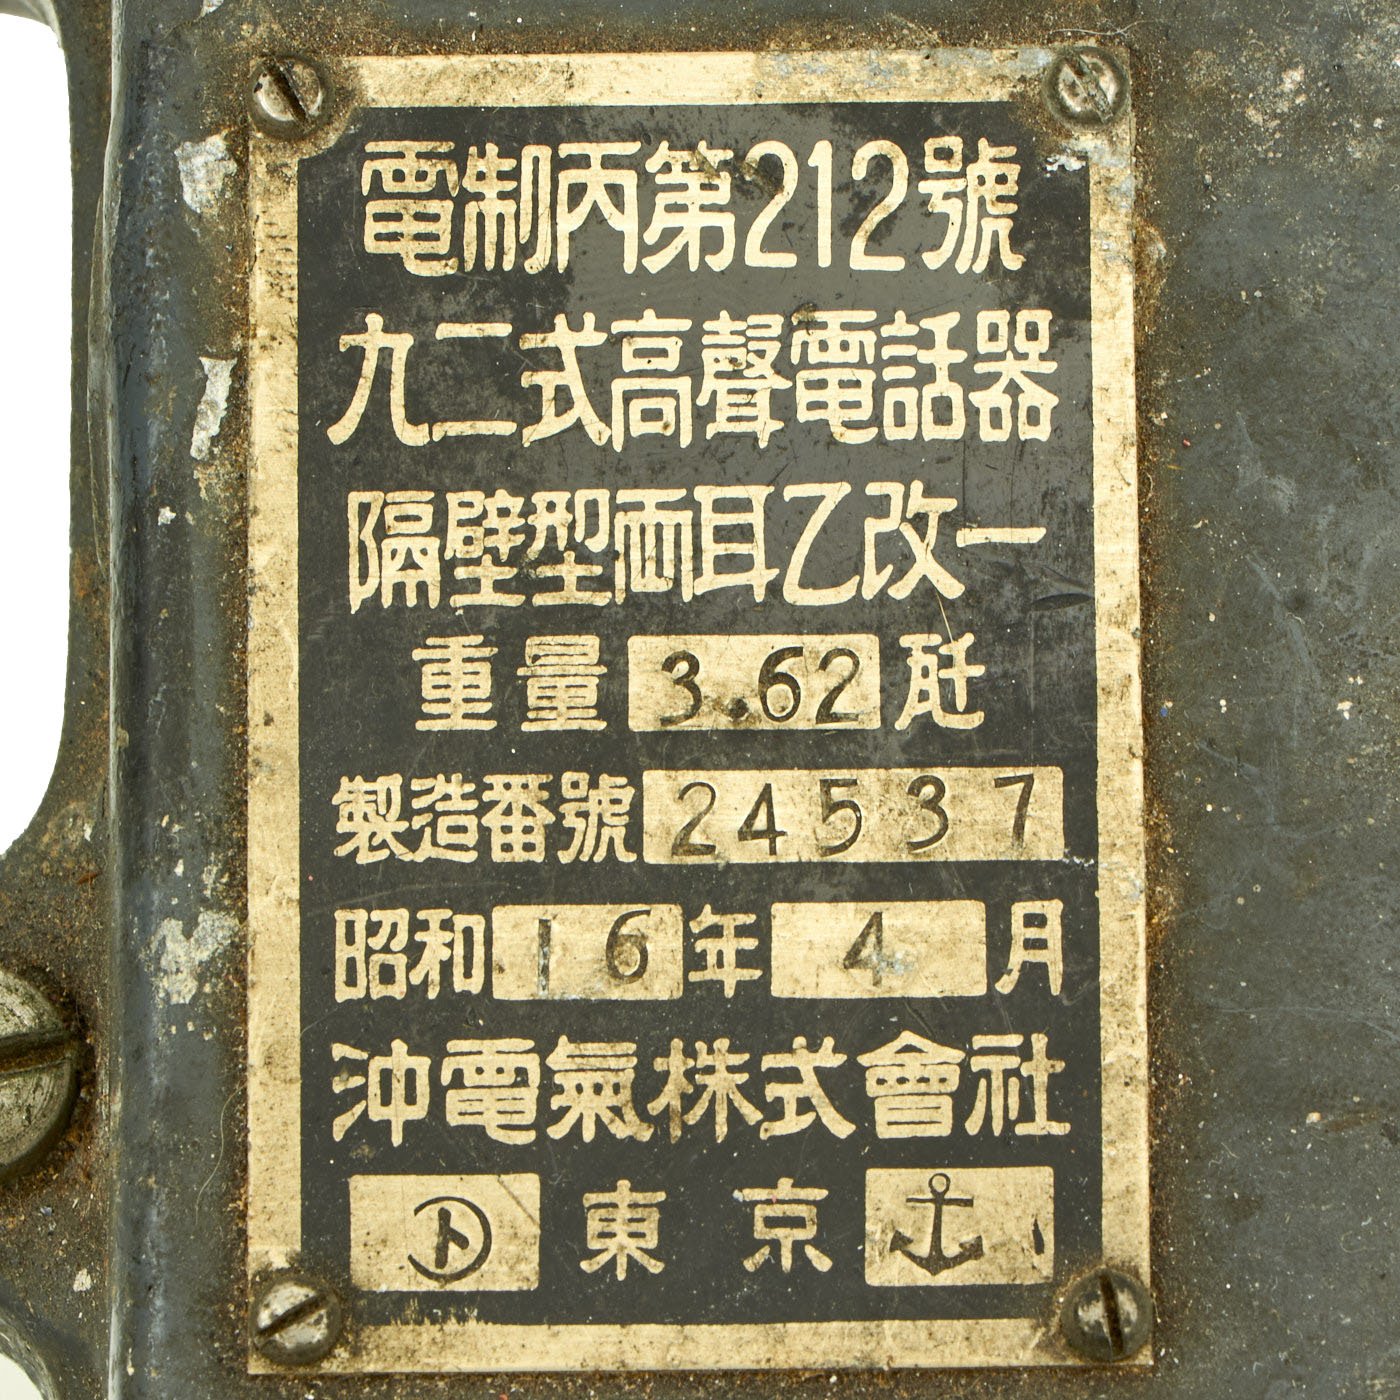 電制丙第212號
九二式高聲電話器
隔壁型両耳乙改一
重量 3.62 瓩
製造番號 24537
昭和 16 年 4 月
沖電氣株式會社
ト 東京